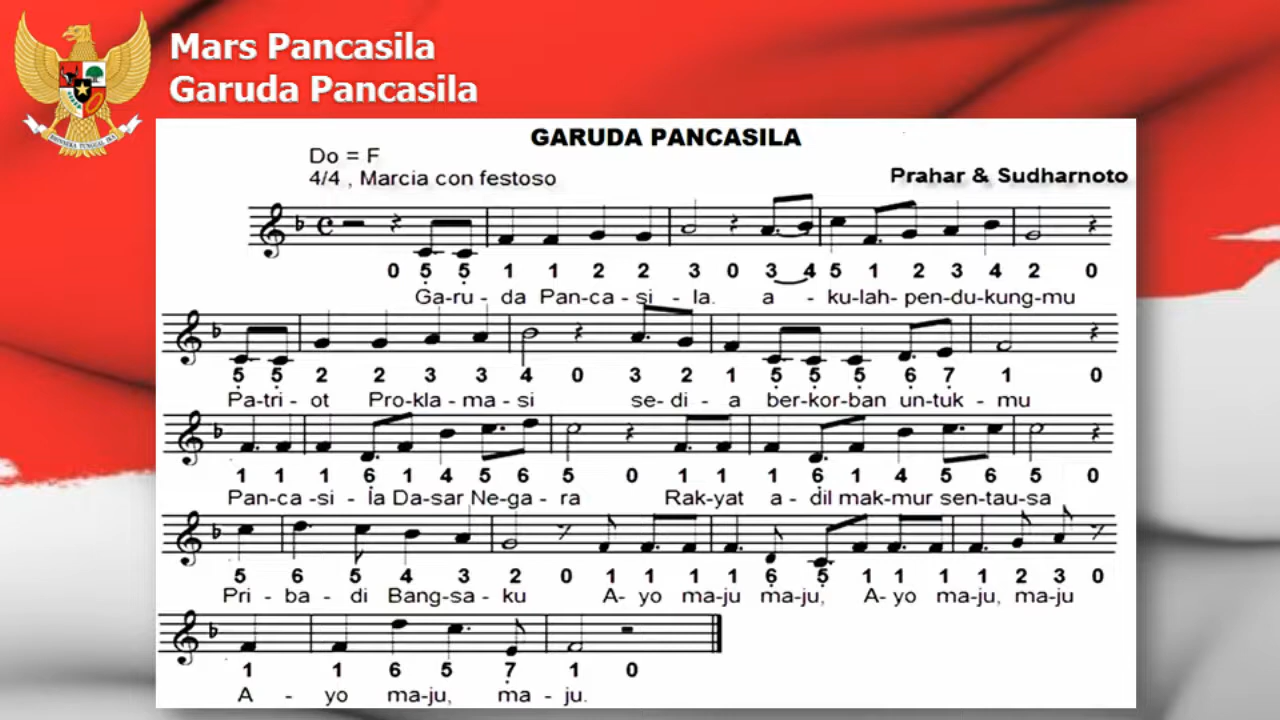 Mars Pancasila
Garuda Pancasila
GARUDA PANCASILA
Do = F
4/4 , Marcia con festoso
Prahar & Sudharnoto
0 5 5 1 1 2 2 3 0 3 4 5 1 2 3 4 2 0
Ga-ru - da Pan-ca - si - la. a - ku-lah- pen-du-kung-mu
5 5 2 2 3 3 4 0 3 2 1 5 5 5 6 7 1 0
Pa-tri - ot Pro-kla - ma - si se- di - a ber-kor-ban un-tuk - mu
1 1 1 6 1 4 5 6 5 0 1 1 1 6 1 4 5 6 5 0
Pan-ca -si - la Da-sar Ne-ga - ra Rak-yat a - dil mak-mur sen-tau-sa
5 6 5 4 3 2 0 1 1 1 1 6 5 1 1 1 1 2 3 0
Pri - ba - di Bang-sa - ku A- yo maju maju, A- yo maju, maju
1 1 6 5 7 1 0
A - yo ma-ju, ma - ju.